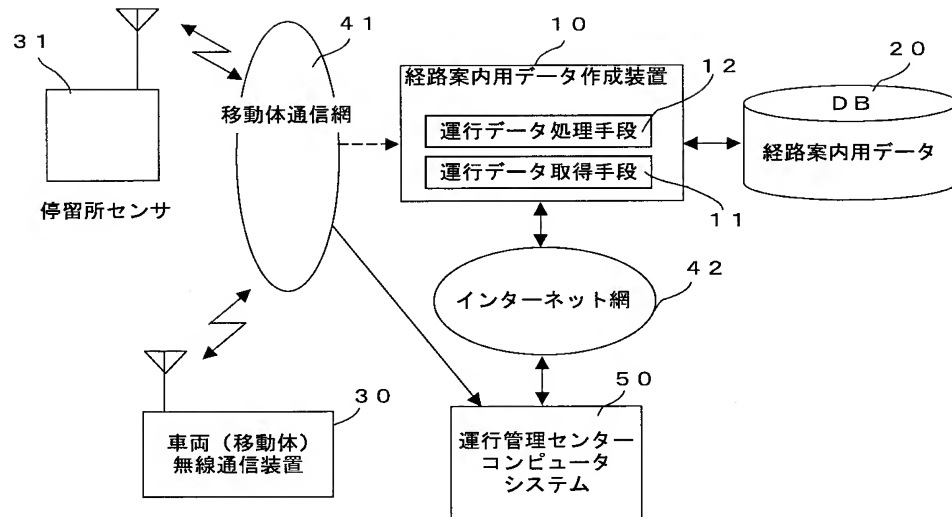 31
停留所センサ
41
移動体通信網
10
経路案内用データ作成装置
12
運行データ処理手段
運行データ取得手段
11
20
DB
経路案内用データ
42
インターネット網
30
車両（移動体）
無線通信装置
50
運行管理センター
コンピュータ
システム